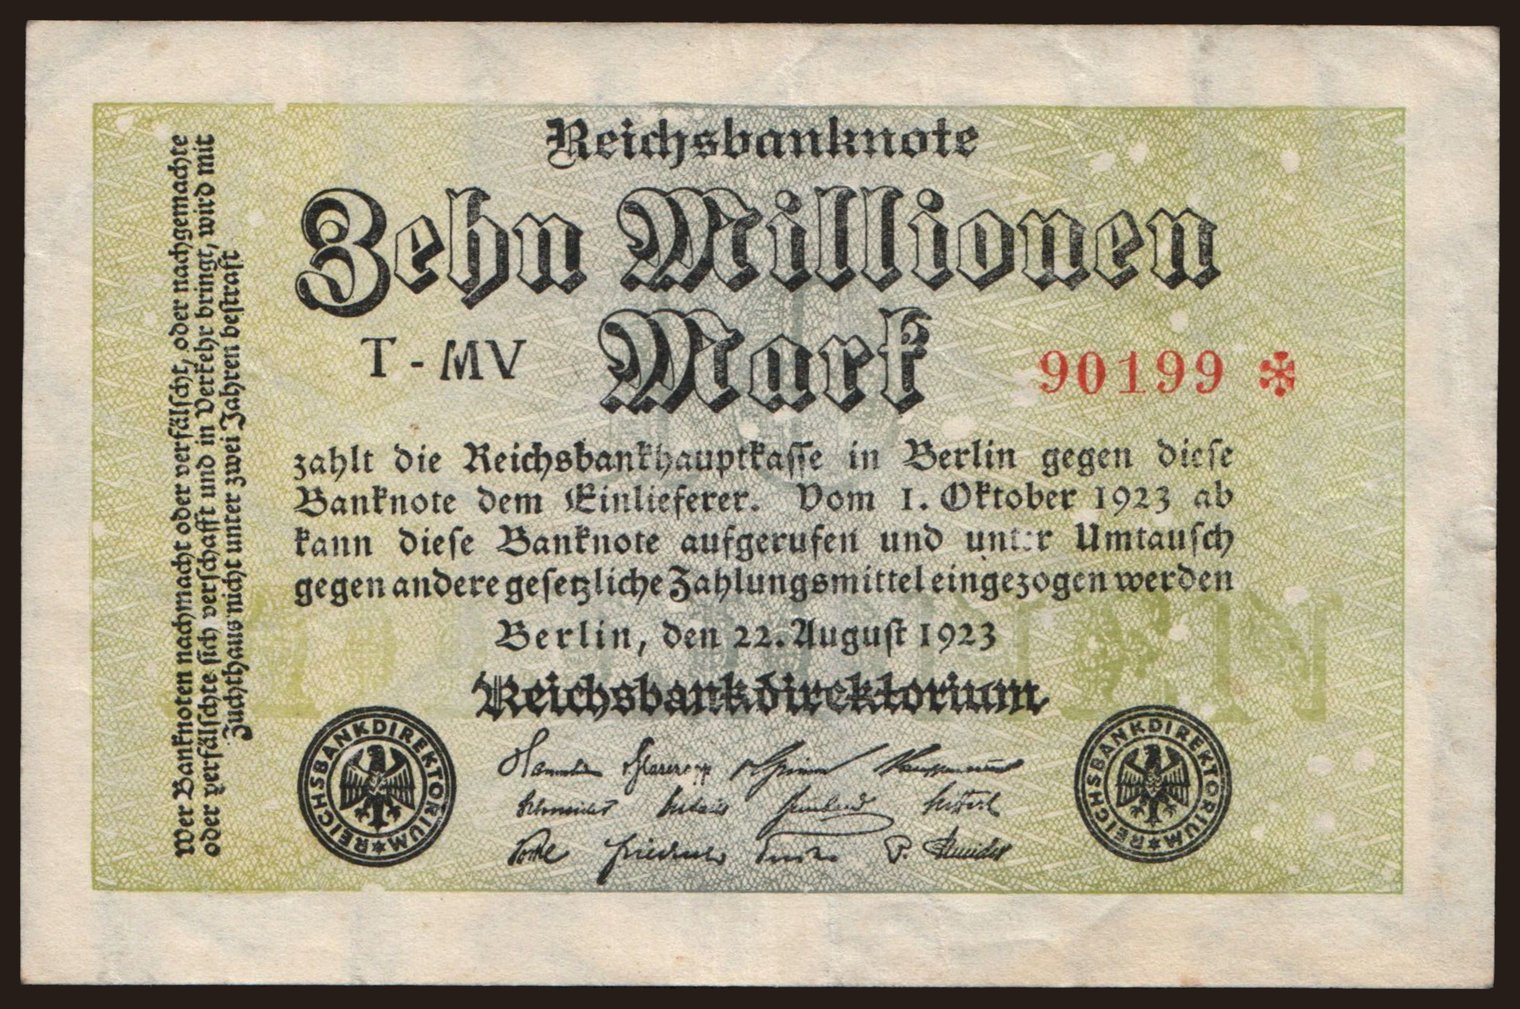 Reichsbanknote
Zehn Millionen
Mark
T - MV
90199 *
zahlt die Reichsbankhauptkasse in Berlin gegen diese
Banknote dem Einlieferer. Vom 1. Oktober 1923 ab
kann diese Banknote aufgerufen und unter Umtausch
gegen andere gesetzliche Zahlungsmittel eingezogen werden
Berlin, den 22. August 1923
Reichsbankdirektorium
REICHSBANKDIREKTORIUM
REICHSBANKDIREKTORIUM
Wer Banknoten nachmacht oder verfälscht, oder nachgemachte
oder verfälschte sich verschafft und in Verkehr bringt, wird mit
Zuchthaus nicht unter zwei Jahren bestraft